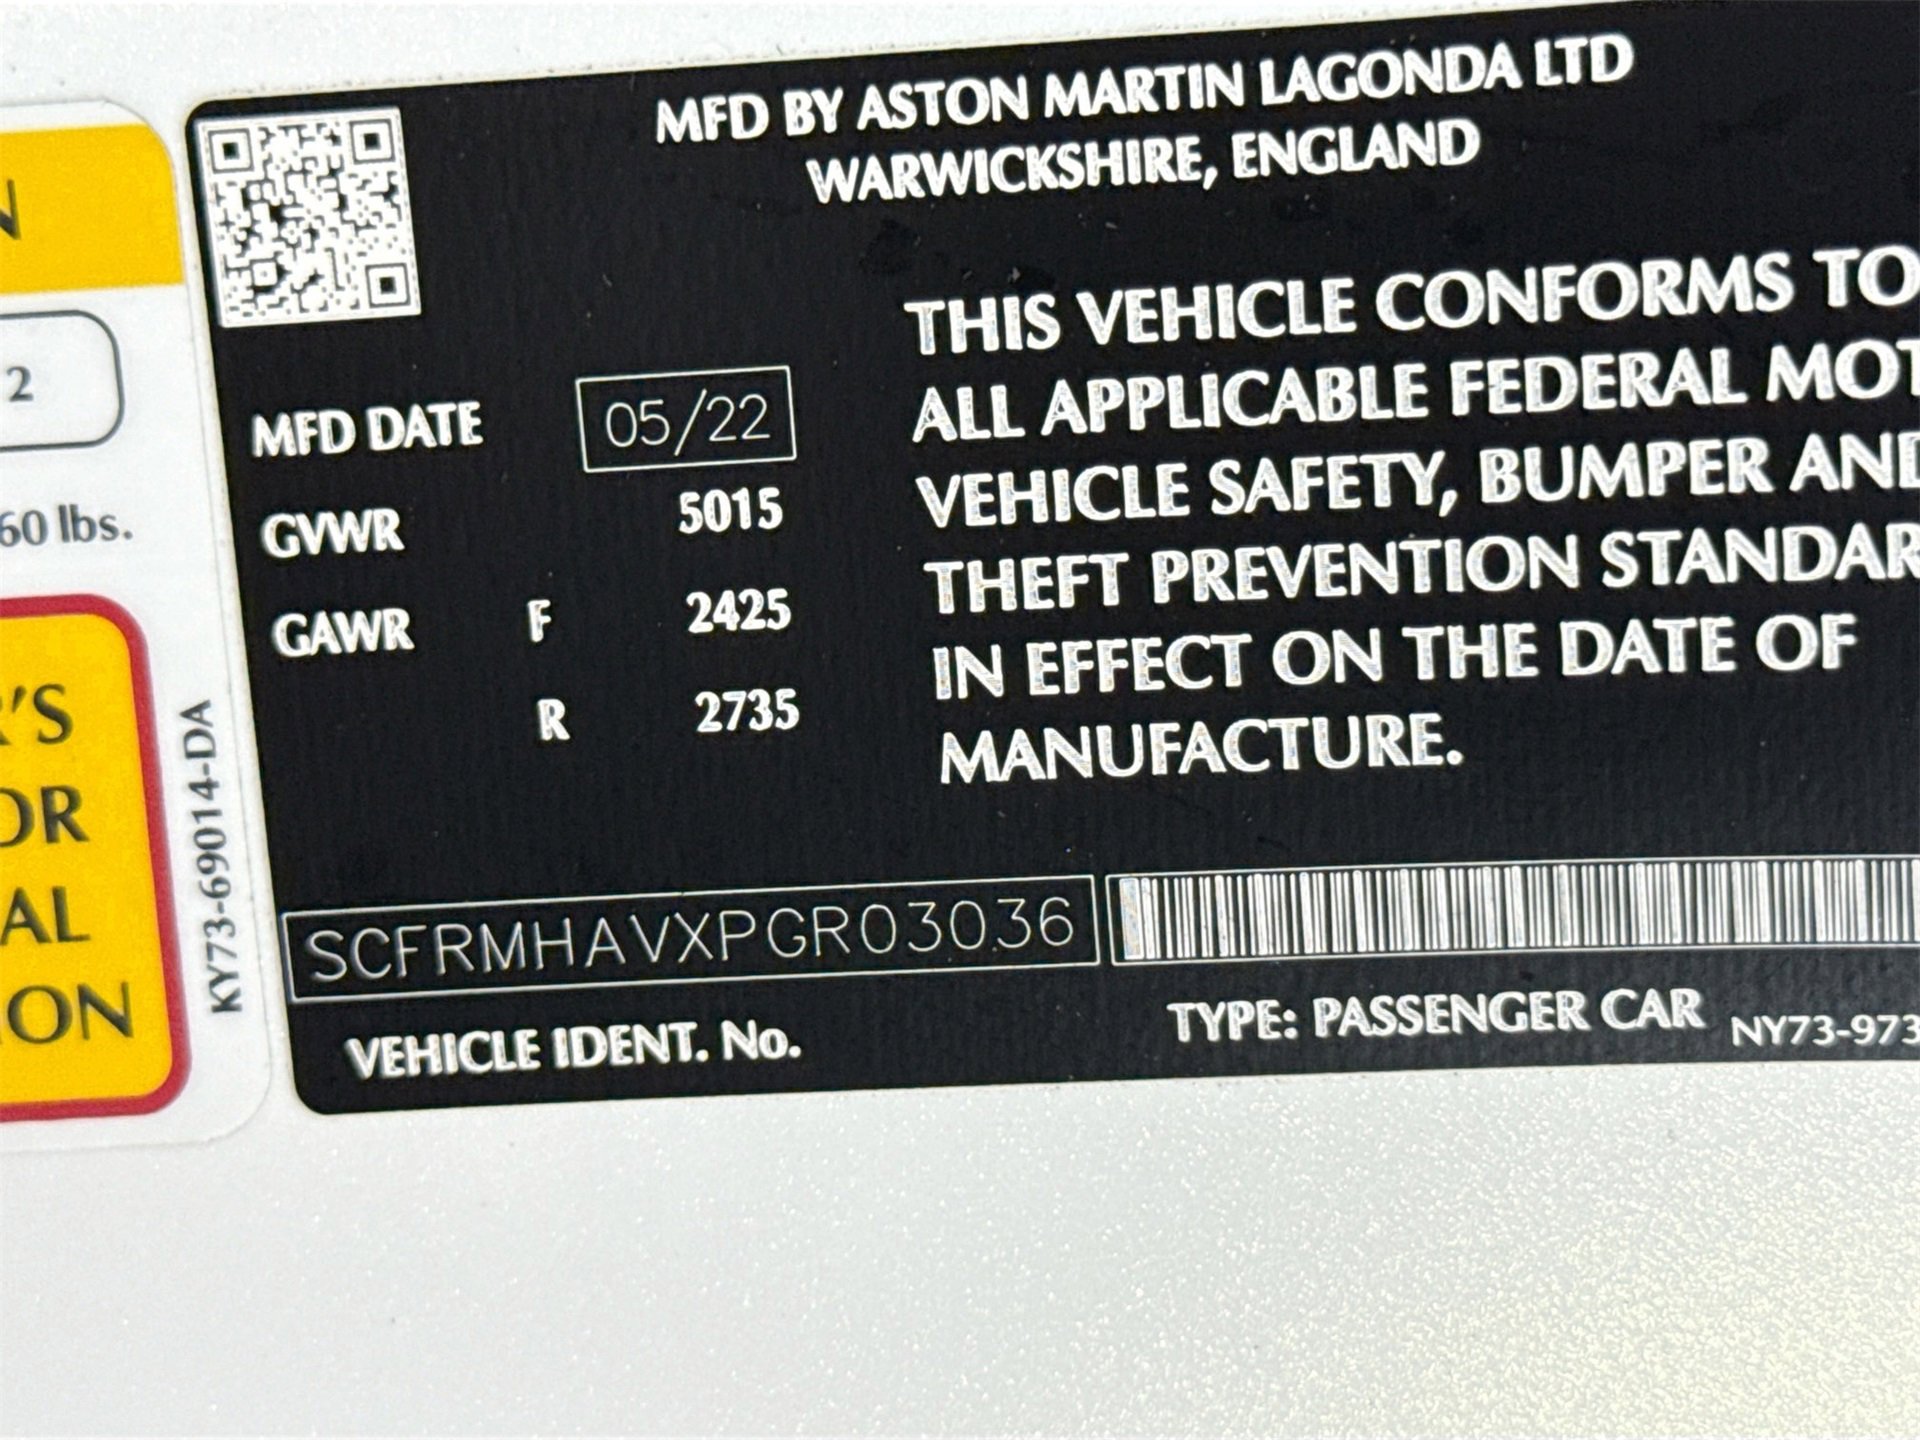 MFD BY ASTON MARTIN LAGONDA LTD
WARWICKSHIRE, ENGLAND
MFD DATE 05/22
GVWR 5015
GAWR F 2425
R 2735
THIS VEHICLE CONFORMS TO
ALL APPLICABLE FEDERAL MOT
VEHICLE SAFETY, BUMPER AND
THEFT PREVENTION STANDAR
IN EFFECT ON THE DATE OF
MANUFACTURE.
SCFRMHAVXPGR03036
VEHICLE IDENT. No.
TYPE: PASSENGER CAR
NY73-973
N
2
60 lbs.
R'S
OR
AL
ION
KY73-69014-DA